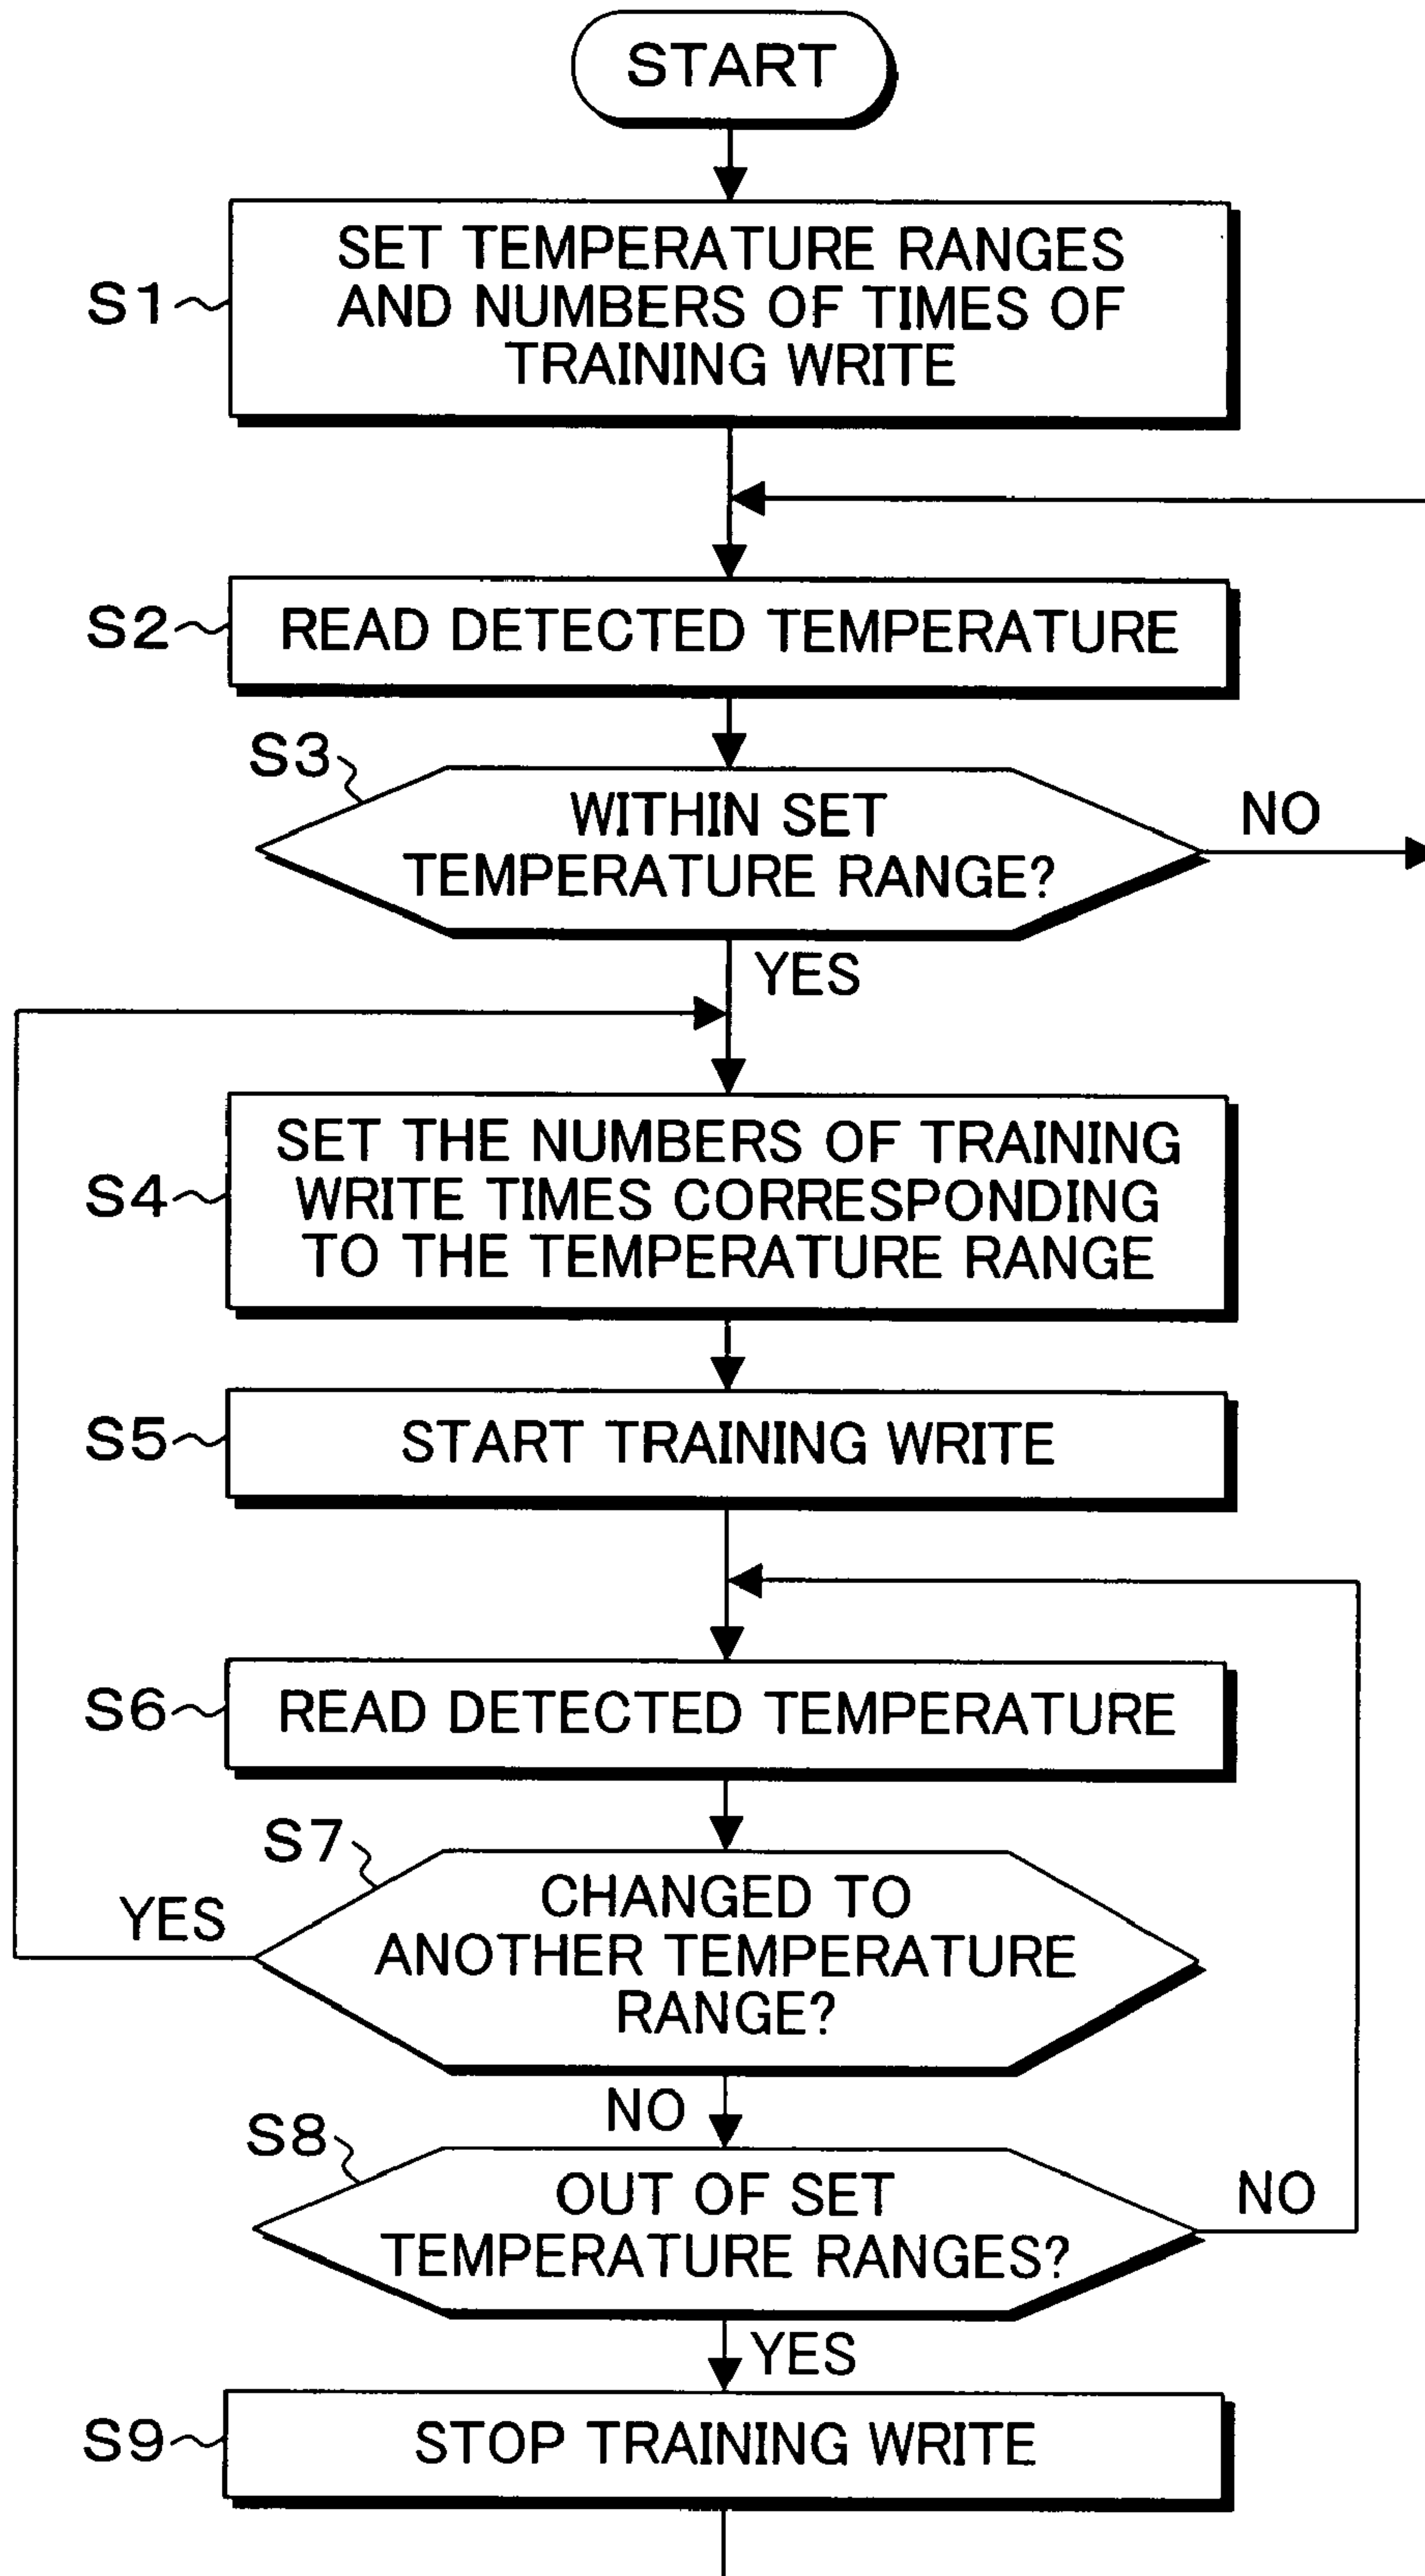 START
S1
SET TEMPERATURE RANGES
AND NUMBERS OF TIMES OF
TRAINING WRITE
S2
READ DETECTED TEMPERATURE
S3
WITHIN SET
TEMPERATURE RANGE?
NO
YES
S4
SET THE NUMBERS OF TRAINING
WRITE TIMES CORRESPONDING
TO THE TEMPERATURE RANGE
S5
START TRAINING WRITE
S6
READ DETECTED TEMPERATURE
S7
YES
CHANGED TO
ANOTHER TEMPERATURE
RANGE?
NO
S8
OUT OF SET
TEMPERATURE RANGES?
NO
YES
S9
STOP TRAINING WRITE